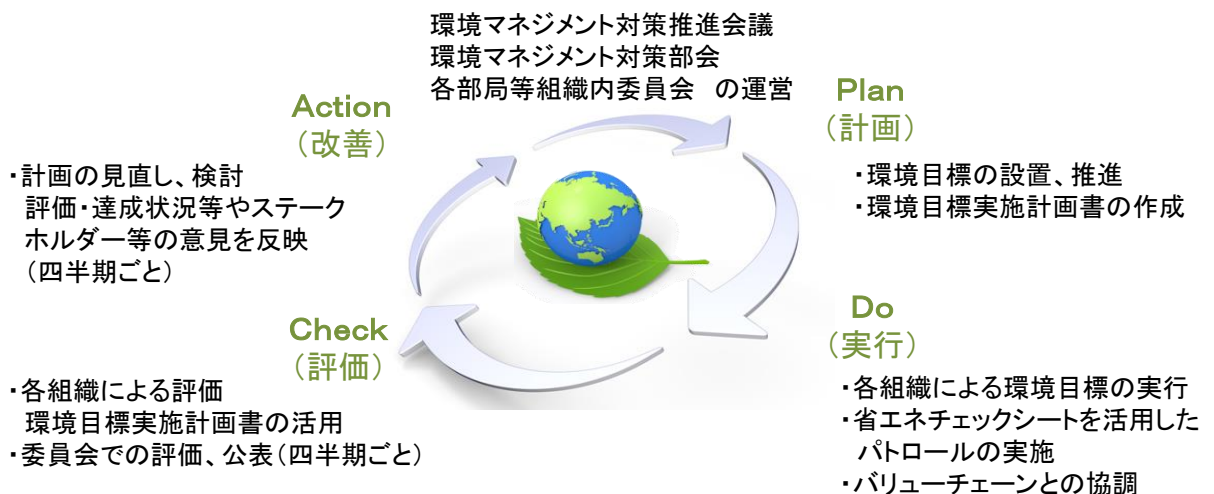 環境マネジメント対策推進会議
環境マネジメント対策部会
各部局等組織内委員会　の運営
Plan
（計画）
・環境目標の設置、推進
・環境目標実施計画書の作成
Do
（実行）
・各組織による環境目標の実行
・省エネチェックシートを活用した
パトロールの実施
・バリューチェーンとの協調
Check
（評価）
・各組織による評価
環境目標実施計画書の活用
・委員会での評価、公表（四半期ごと）
Action
（改善）
・計画の見直し、検討
評価・達成状況等やステーク
ホルダー等の意見を反映
（四半期ごと）